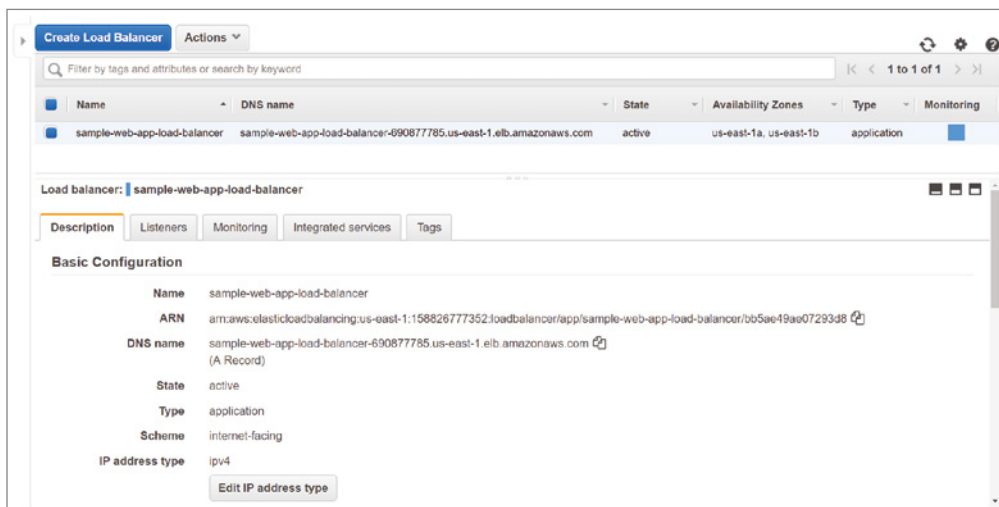 Create Load Balancer Actions
Filter by tags and attributes or search by keyword 1 to 1 of 1
Name DNS name State Availability Zones Type Monitoring
sample-web-app-load-balancer sample-web-app-load-balancer-690877785.us-east-1.elb.amazonaws.com active us-east-1a, us-east-1b application
Load balancer: sample-web-app-load-balancer
Description Listeners Monitoring Integrated services Tags
Basic Configuration
Name sample-web-app-load-balancer
ARN arn:aws:elasticloadbalancing:us-east-1:158826777352:loadbalancer/app/sample-web-app-load-balancer/bb5ae49ae07293d8
DNS name sample-web-app-load-balancer-690877785.us-east-1.elb.amazonaws.com
(A Record)
State active
Type application
Scheme internet-facing
IP address type ipv4
Edit IP address type